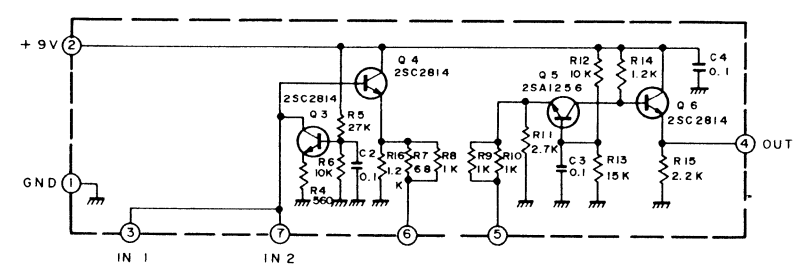 +9V 2
Q4
2SC2814
2SC2814
Q3
R5
27K
R6
10K
C2
0.1
R4
560
R16
1.2
K
R7
68
R8
1K
R9
1K
R10
1K
Q5
2SA1256
R11
2.7K
C3
0.1
R12
10K
R13
15K
R14
1.2K
Q6
2SC2814
C4
0.1
R15
2.2K
4 OUT
GND 1
3
7
6
5
IN 1
IN 2